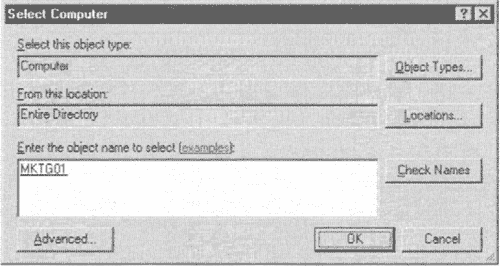 Select Computer
Select this object type:
Computer
Object Types...
From this location:
Entire Directory
Locations...
Enter the object name to select (examples):
MKTG01
Check Names
Advanced...
OK
Cancel